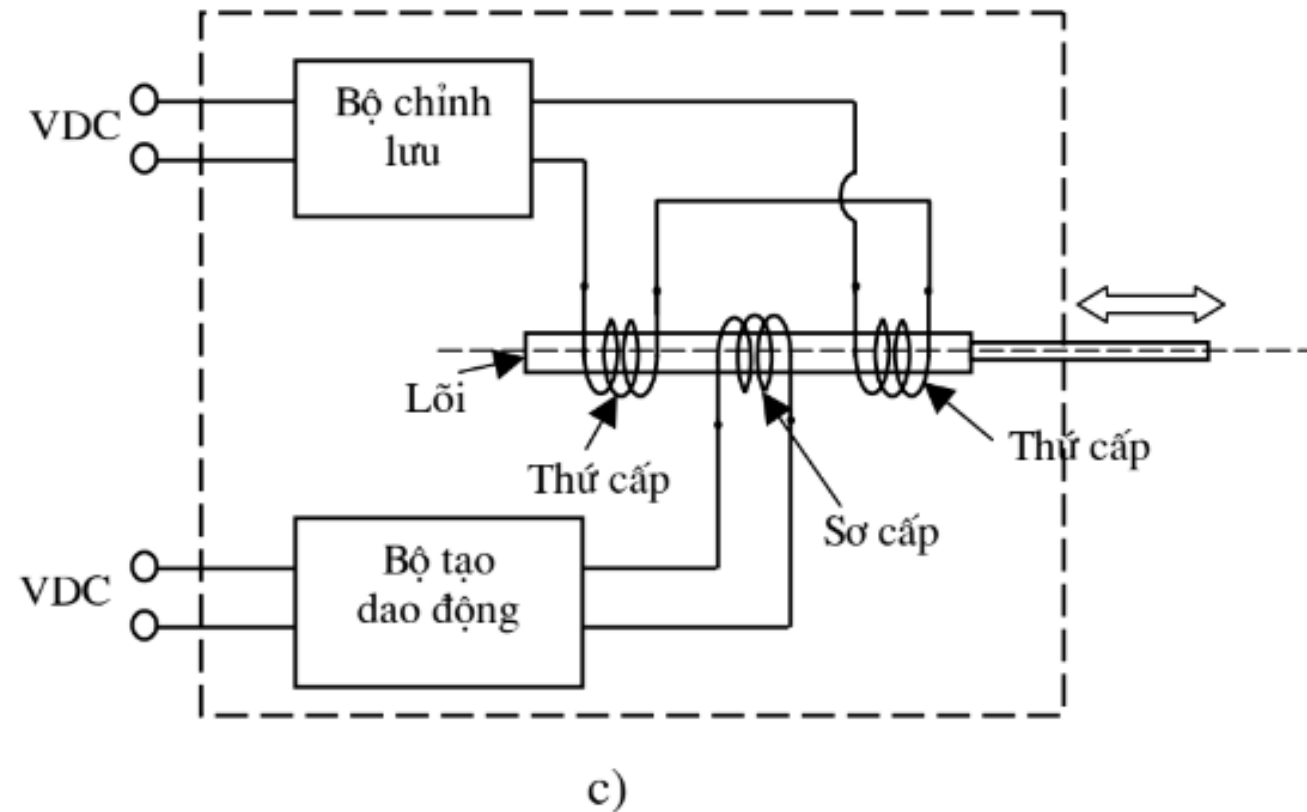 Bộ chỉnh
lưu
VDC
Lõi
Thứ cấp
Thứ cấp
Sơ cấp
Bộ tạo
dao động
VDC
c)